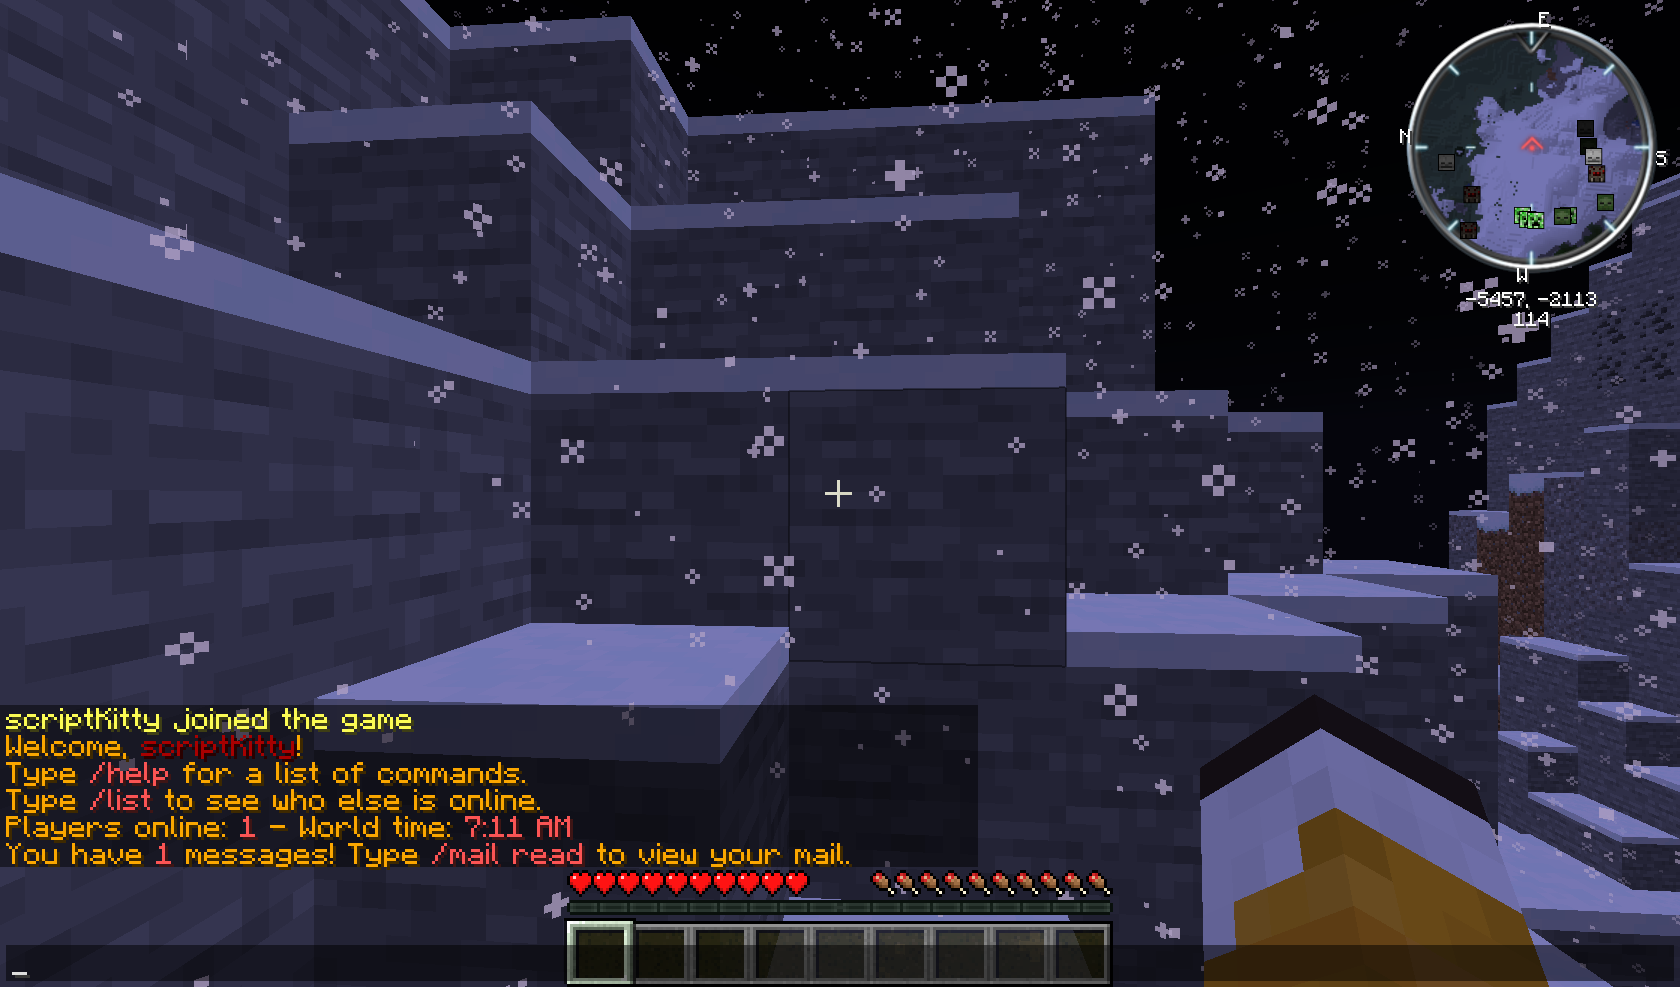 E
N
S
W
-5457, -2113
114
scriptKitty joined the game
Welcome, scriptKitty!
Type /help for a list of commands.
Type /list to see who else is online.
Players online: 1 - World time: 7:11 AM
You have 1 messages! Type /mail read to view your mail.
_